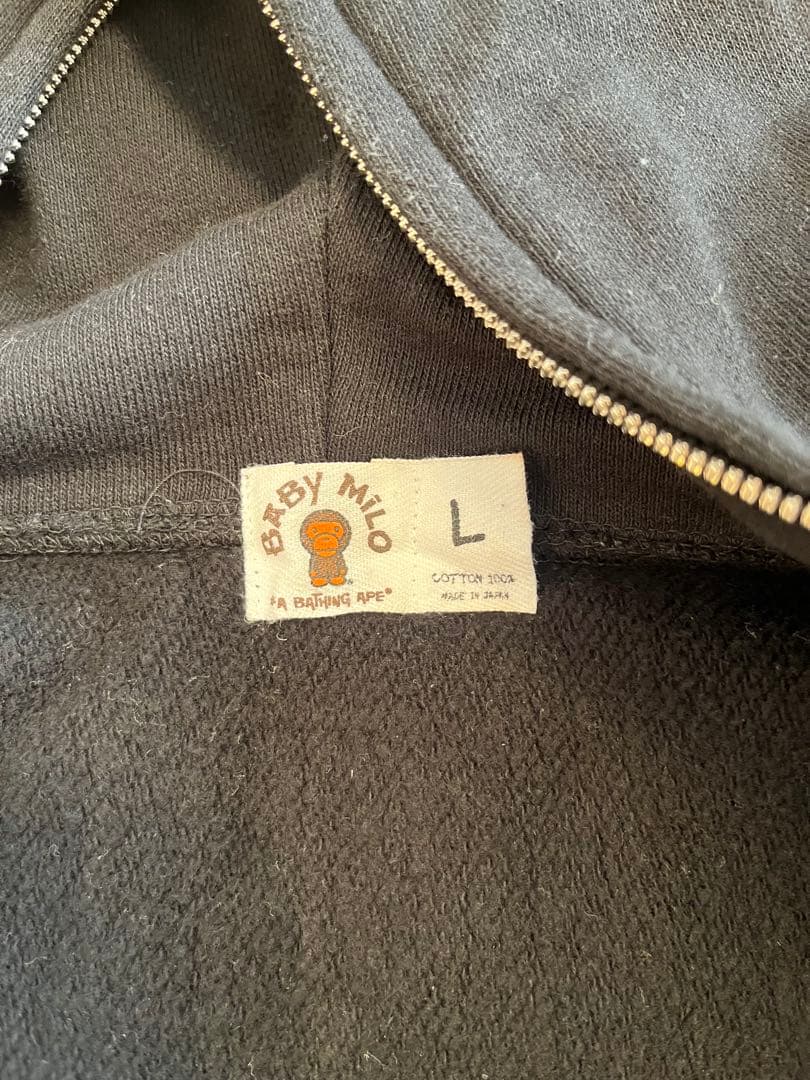 BABY MiLO
"A BATHING APE"
L
COTTON 100%
MADE IN JAPAN